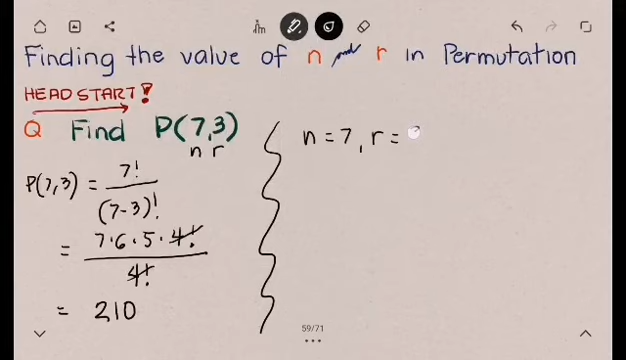 Finding the value of n and r in Permutation
HEAD START!
Q Find P(7,3)
n r
P(7,3) = 7! / (7-3)!
= 7·6·5·4! / 4!
= 210
n = 7, r =
59/71